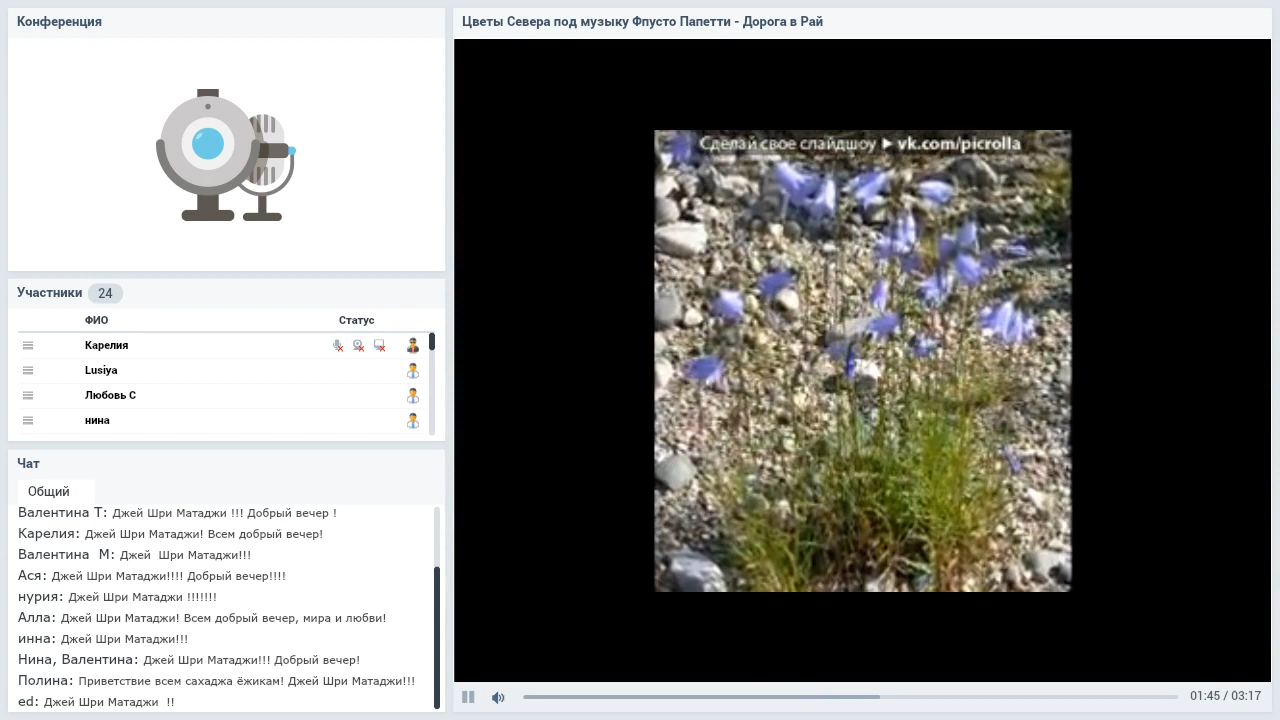 Конференция
Цветы Севера под музыку Фпусто Папетти - Дорога в Рай
Сделай свое слайдшоу ► vk.com/picrolla
Участники 24
ФИО Статус
Карелия
Lusiya
Любовь С
нина
Чат
Общий
Валентина Т: Джей Шри Матаджи !!! Добрый вечер !
Карелия: Джей Шри Матаджи! Всем добрый вечер!
Валентина М: Джей Шри Матаджи!!!
Ася: Джей Шри Матаджи!!!! Добрый вечер!!!!
нурия: Джей Шри Матаджи !!!!!!!
Алла: Джей Шри Матаджи! Всем добрый вечер, мира и любви!
инна: Джей Шри Матаджи!!!
Нина, Валентина: Джей Шри Матаджи!!! Добрый вечер!
Полина: Приветствие всем сахаджа ёжикам! Джей Шри Матаджи!!!
ed: Джей Шри Матаджи !!
01:45 / 03:17